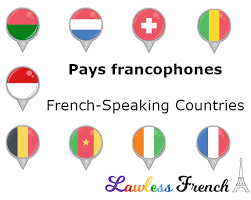 Pays francophones
French-Speaking Countries
Lawless French